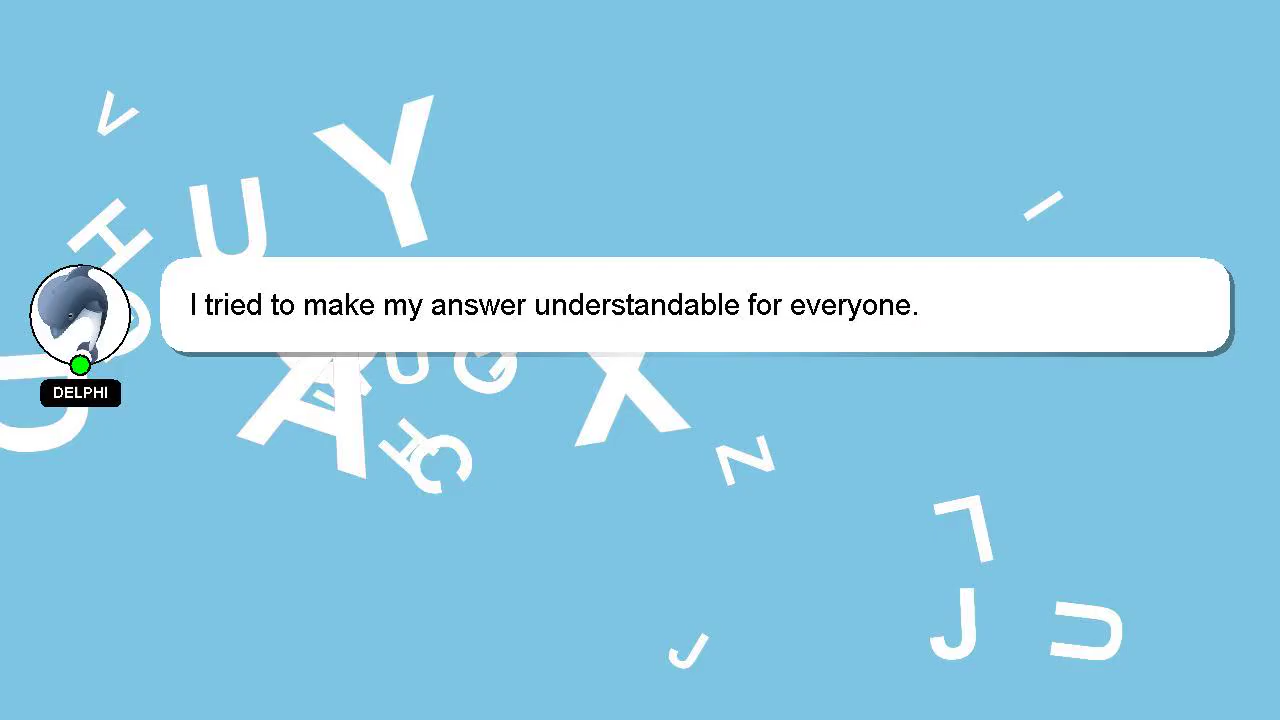 V
Y
U
H
I
I tried to make my answer understandable for everyone.
DELPHI
U
G
A
X
H
C
N
L
J
U
J